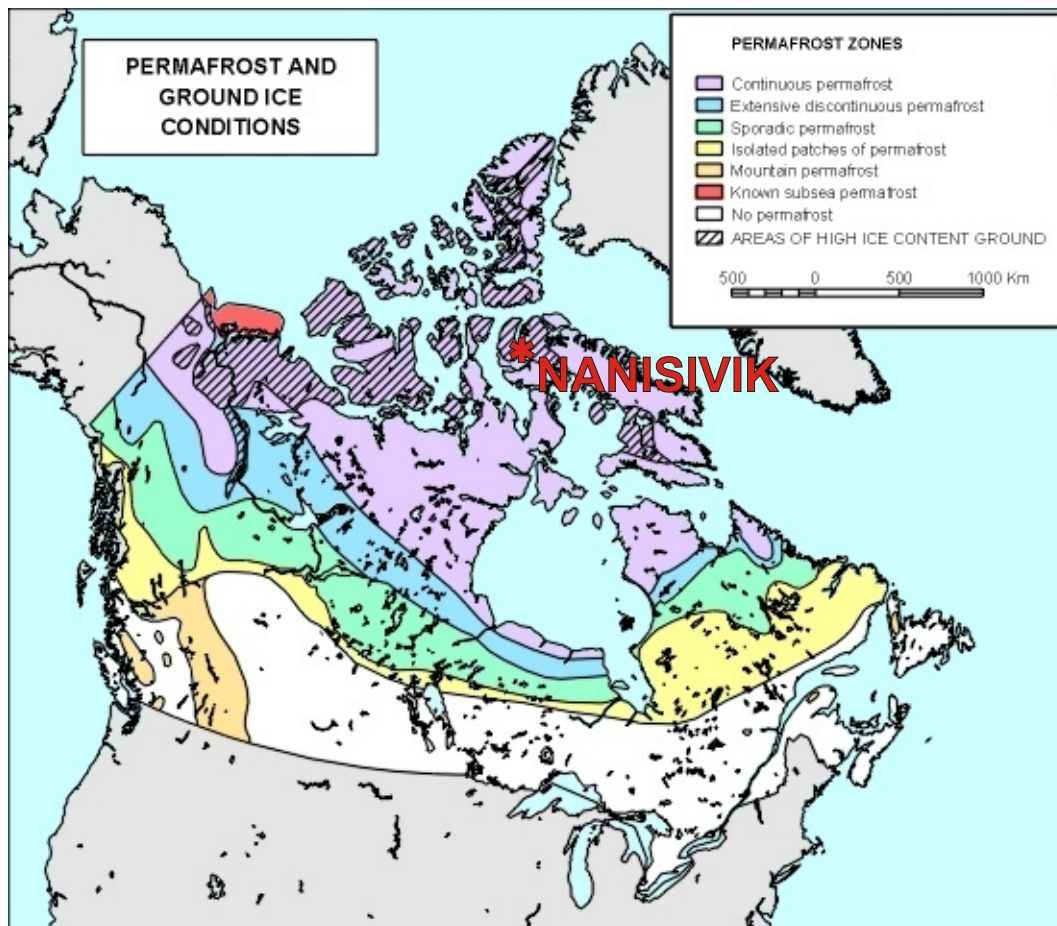 PERMAFROST AND
GROUND ICE
CONDITIONS
PERMAFROST ZONES
Continuous permafrost
Extensive discontinuous permafrost
Sporadic permafrost
Isolated patches of permafrost
Mountain permafrost
Known subsea permafrost
No permafrost
AREAS OF HIGH ICE CONTENT GROUND
500 0 500 1000 Km
*NANISIVIK